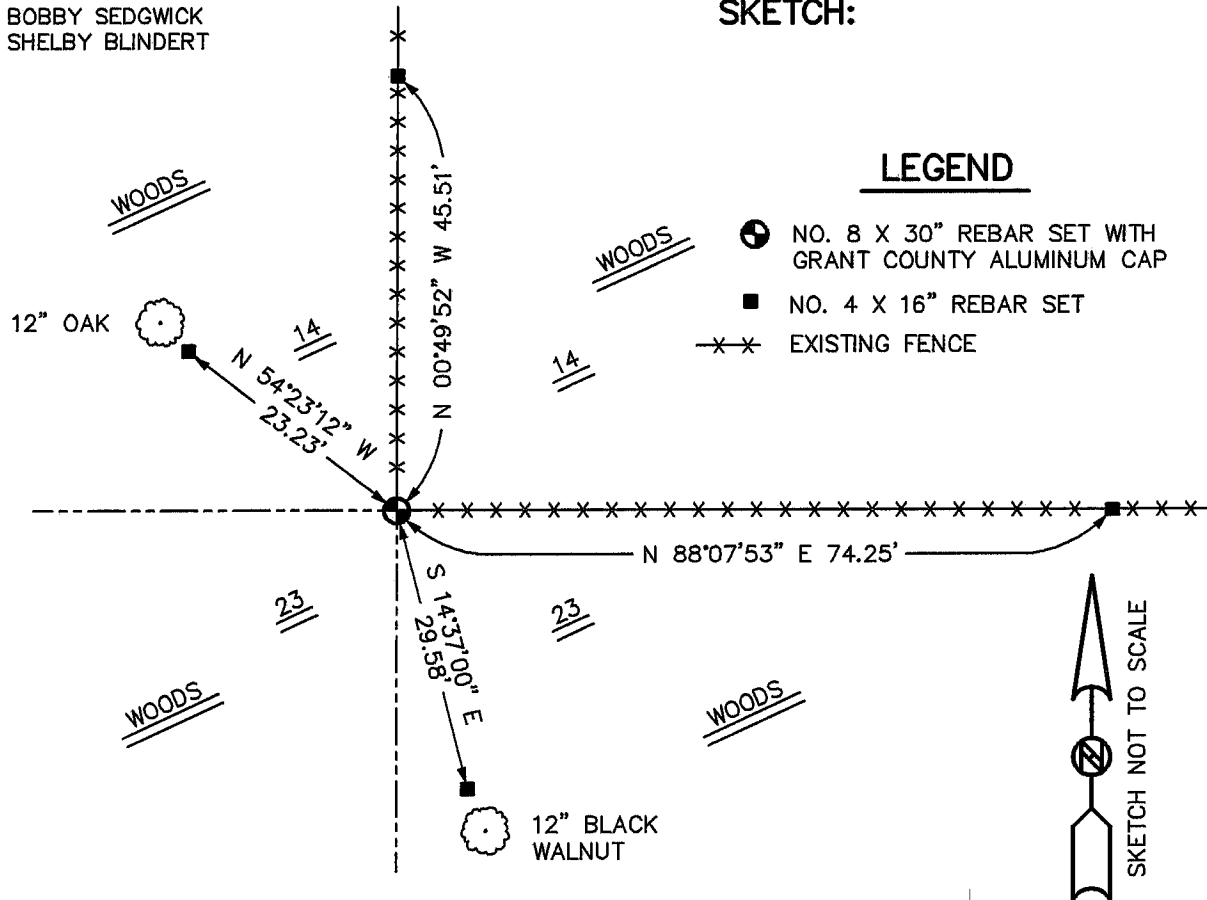 BOBBY SEDGWICK
SHELBY BLINDERT
SKETCH:
LEGEND
NO. 8 X 30" REBAR SET WITH
GRANT COUNTY ALUMINUM CAP
NO. 4 X 16" REBAR SET
EXISTING FENCE
WOODS
WOODS
12" OAK
14
14
N 00°49'52" W 45.51'
N 54°23'12" W
23.23'
N 88°07'53" E 74.25'
23
23
S 14°37'00" E
29.58'
WOODS
WOODS
12" BLACK
WALNUT
N
SKETCH NOT TO SCALE